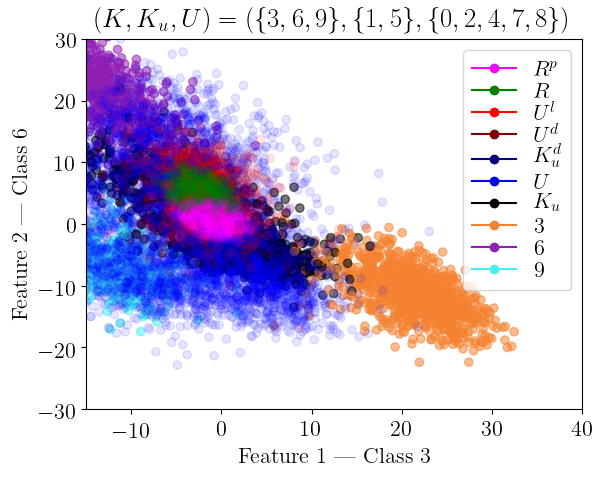 (K, K_u, U) = ({3, 6, 9}, {1, 5}, {0, 2, 4, 7, 8})
30
20
10
0
−10
−20
−30
Feature 2 — Class 6
−10
0
10
20
30
40
Feature 1 — Class 3
R^p
R
U^l
U^d
K_u^d
U
K_u
3
6
9